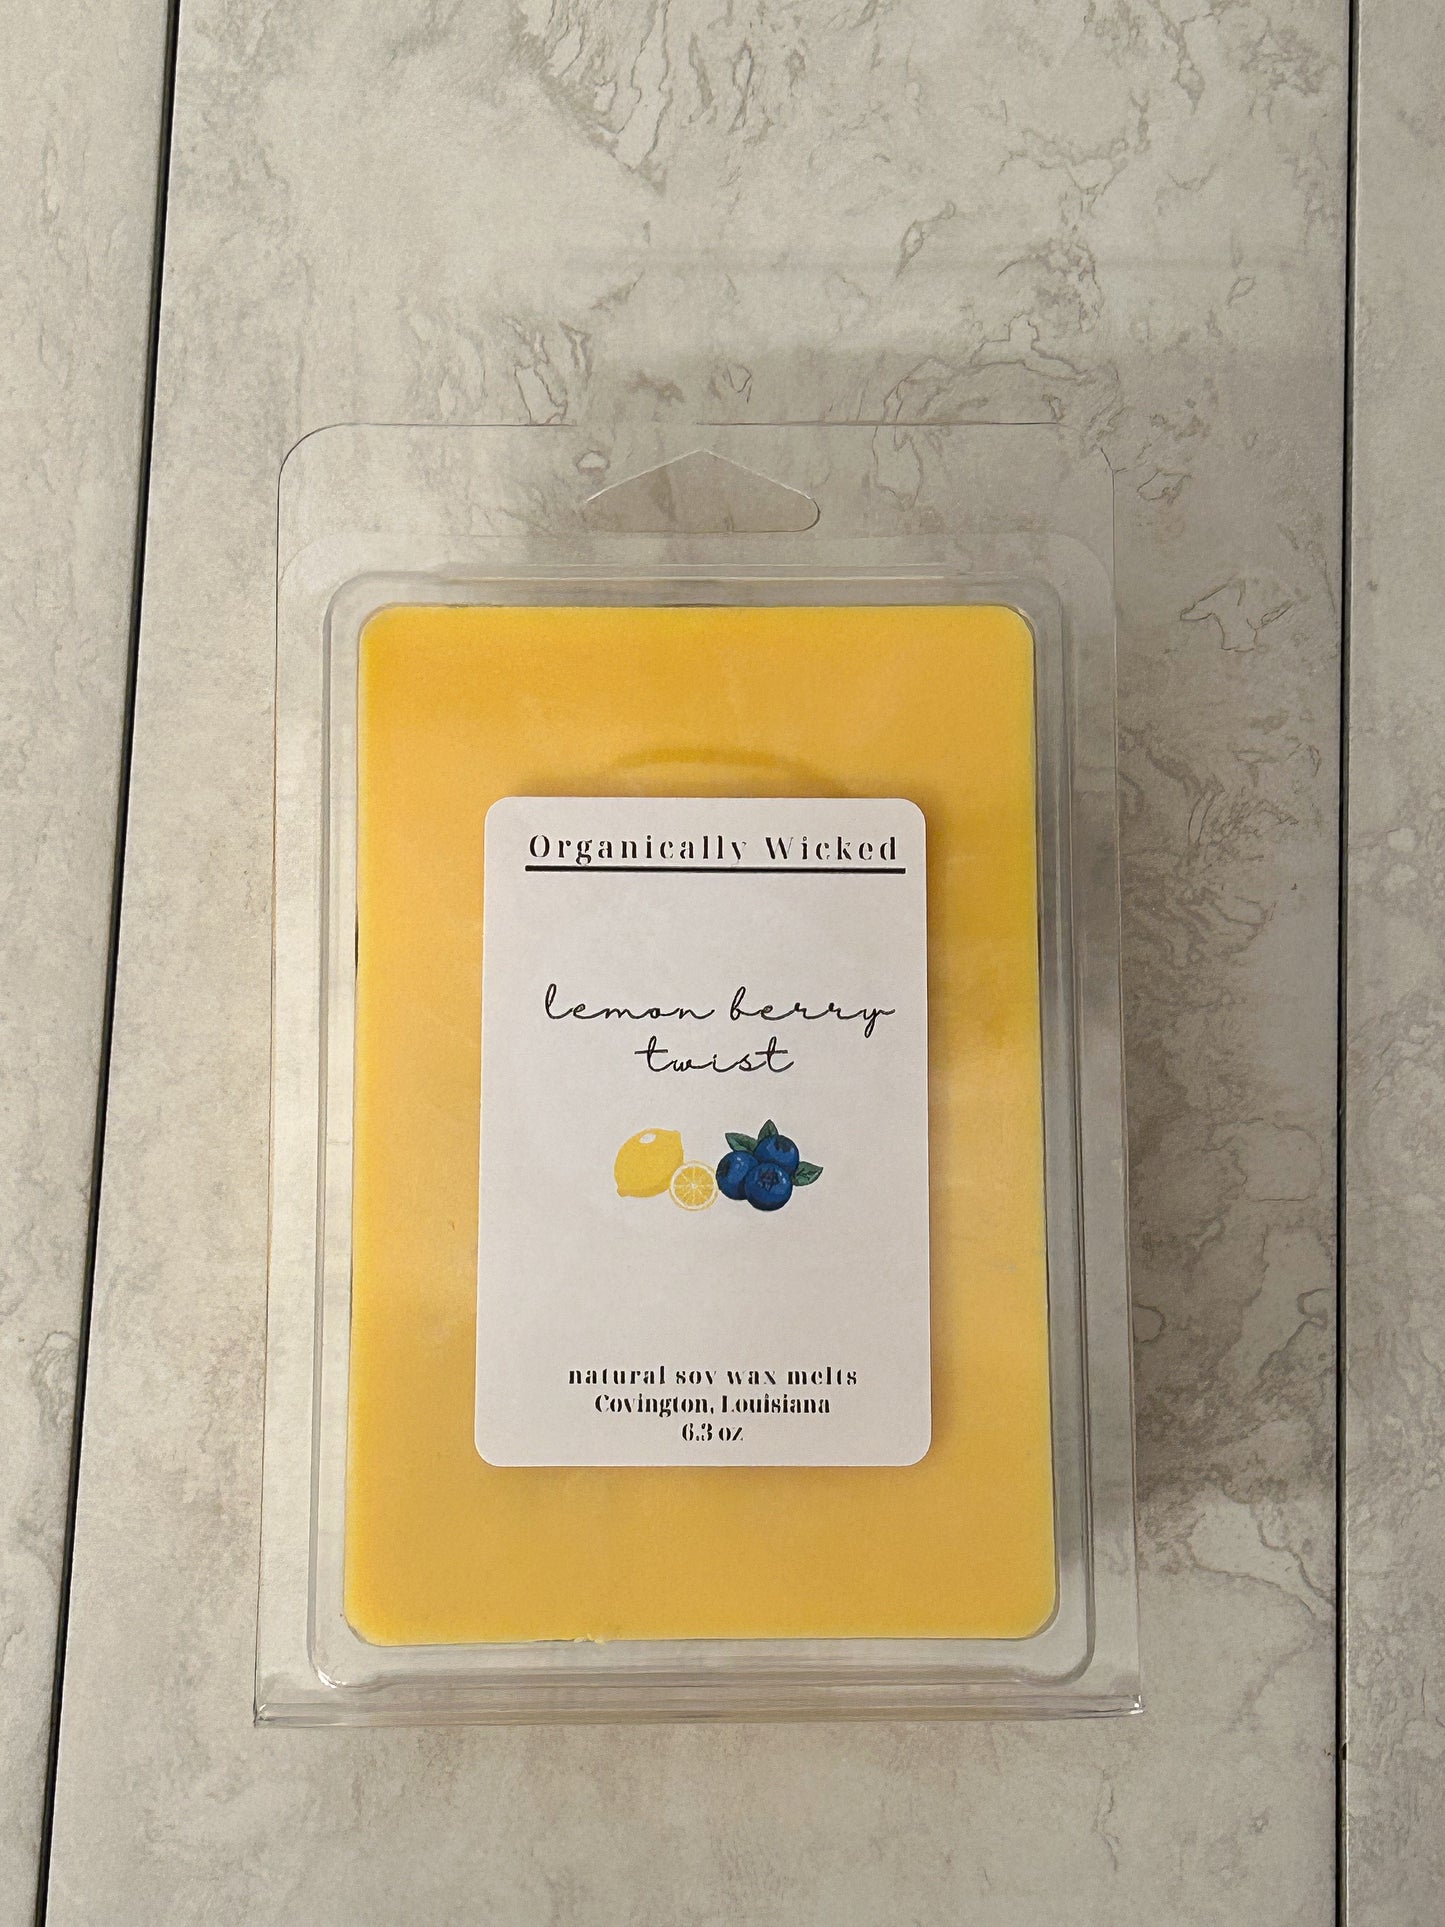 Organically Wicked
lemon berry
twist
natural soy wax melts
Covington, Louisiana
6.3 oz